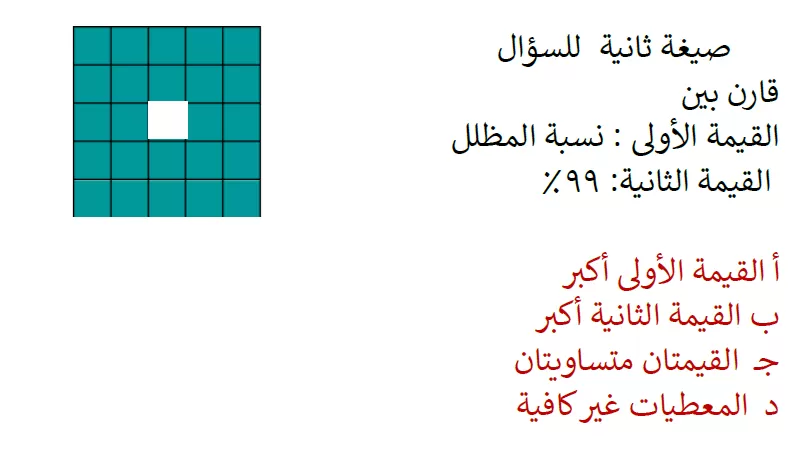 صيغة ثانية للسؤال
قارن بين
القيمة الأولى : نسبة المظلل
القيمة الثانية: ٩٩٪
أ القيمة الأولى أكبر
ب القيمة الثانية أكبر
جـ القيمتان متساويتان
د المعطيات غير كافية